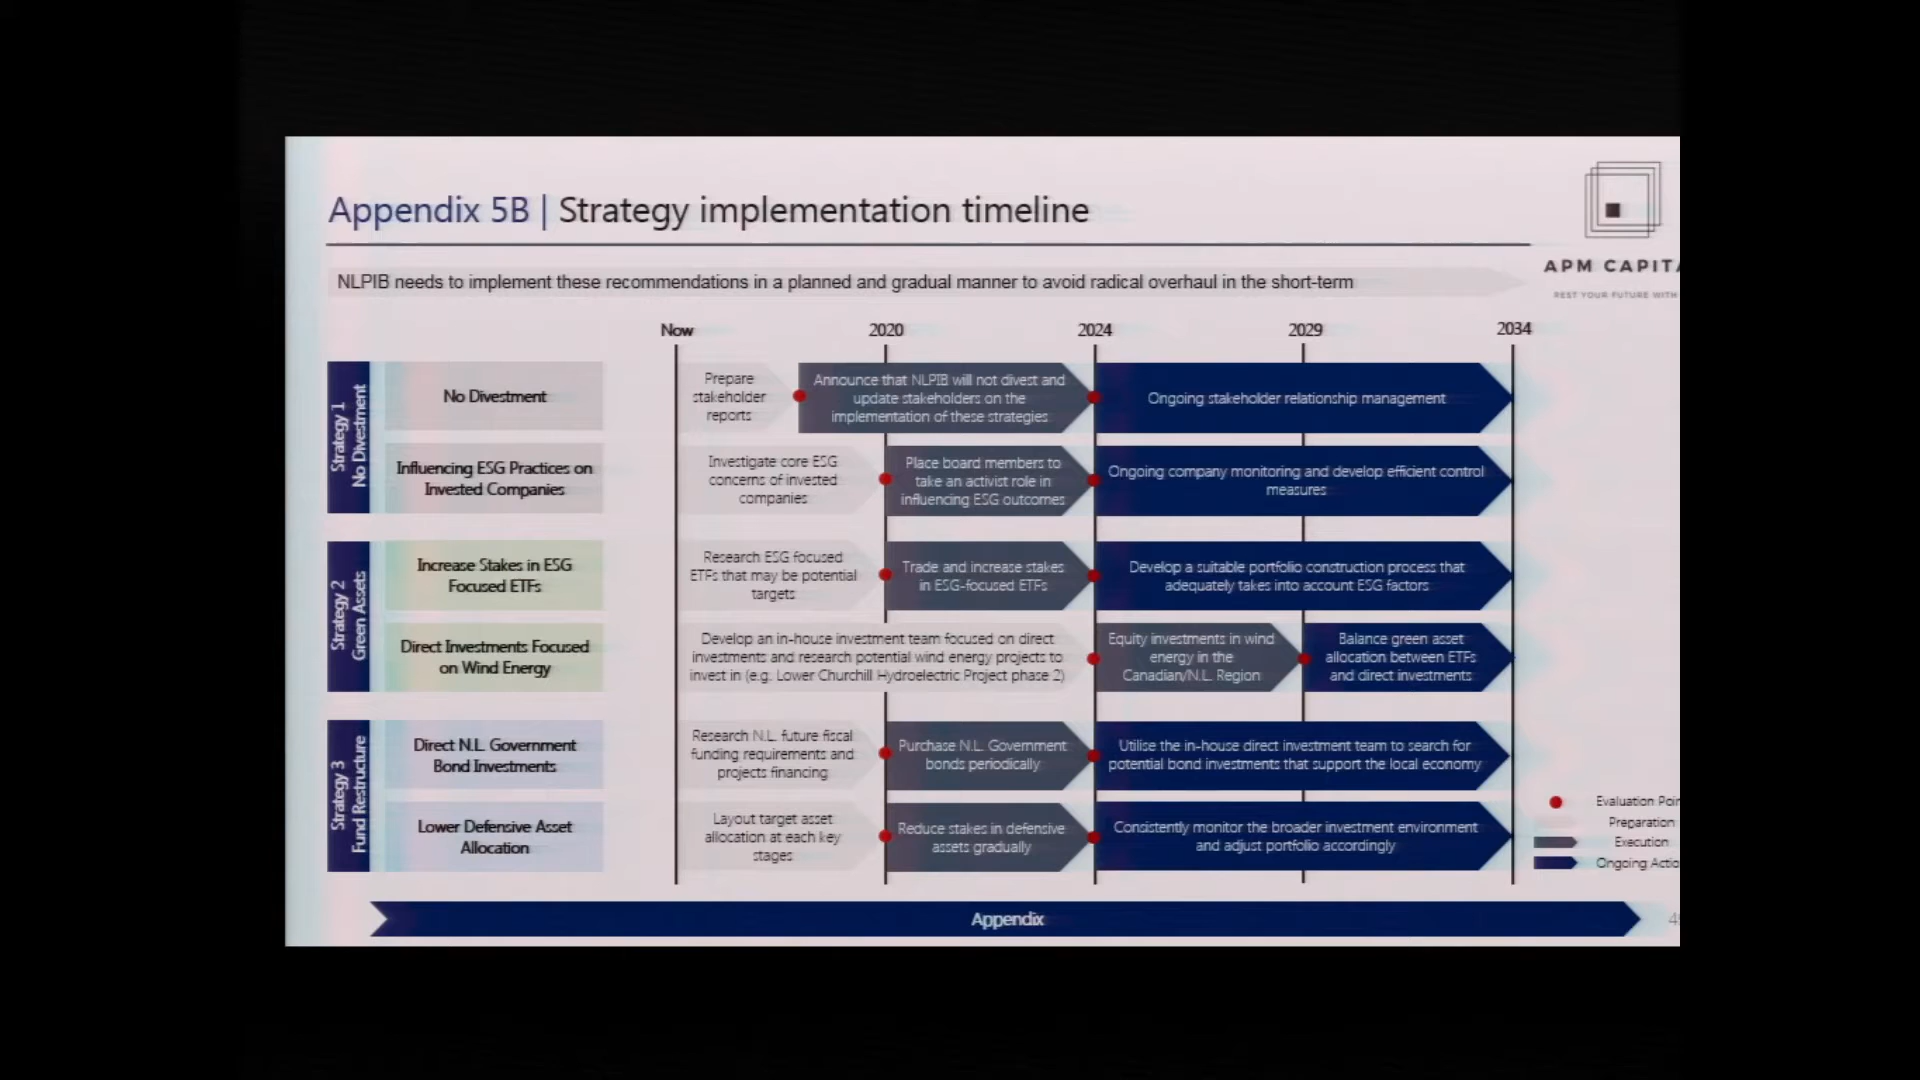 Appendix 5B | Strategy implementation timeline
APM CAPITA
REST YOUR FUTURE WITH
NLPIB needs to implement these recommendations in a planned and gradual manner to avoid radical overhaul in the short-term
Now 2020 2024 2029 2034
Strategy 1
No Divestment
No Divestment
Prepare
stakeholder
reports
Announce that NLPIB will not divest and
update stakeholders on the
implementation of these strategies
Ongoing stakeholder relationship management
Influencing ESG Practices on
Invested Companies
Investigate core ESG
concerns of invested
companies
Place board members to
take an activist role in
influencing ESG outcomes
Ongoing company monitoring and develop efficient control
measures
Strategy 2
Green Assets
Increase Stakes in ESG
Focused ETFs
Research ESG focused
ETFs that may be potential
targets
Trade and increase stakes
in ESG-focused ETFs
Develop a suitable portfolio construction process that
adequately takes into account ESG factors
Direct Investments Focused
on Wind Energy
Develop an in-house investment team focused on direct
investments and research potential wind energy projects to
invest in (e.g. Lower Churchill Hydroelectric Project phase 2)
Equity investments in wind
energy in the
Canadian/N.L. Region
Balance green asset
allocation between ETFs
and direct investments
Strategy 3
Fund Restructure
Direct N.L. Government
Bond Investments
Research N.L. future fiscal
funding requirements and
projects financing
Purchase N.L. Government
bonds periodically
Utilise the in-house direct investment team to search for
potential bond investments that support the local economy
Lower Defensive Asset
Allocation
Layout target asset
allocation at each key
stages
Reduce stakes in defensive
assets gradually
Consistently monitor the broader investment environment
and adjust portfolio accordingly
Evaluation Poin
Preparation
Execution
Ongoing Actio
Appendix